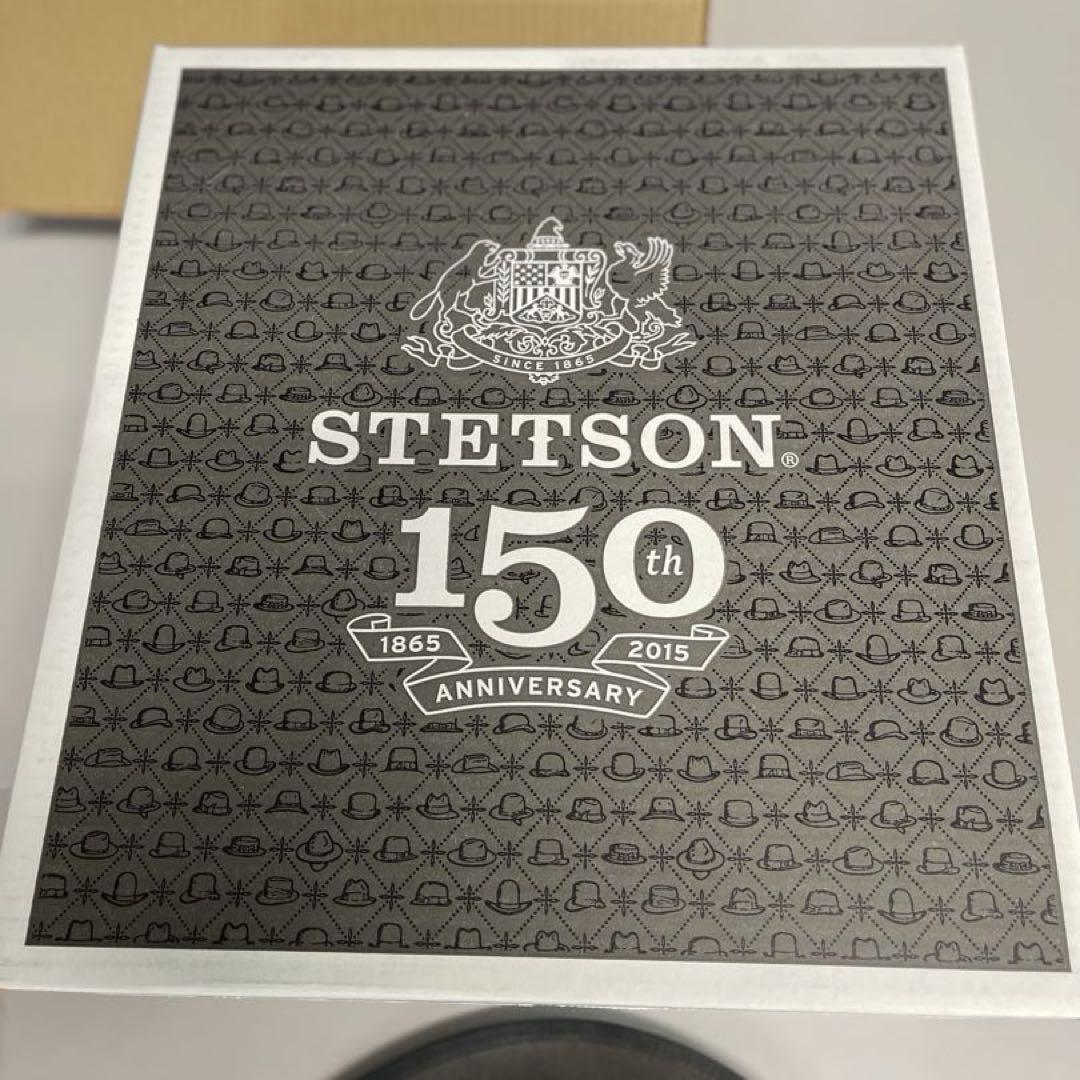 SINCE 1865
STETSON®
150th
1865 2015
ANNIVERSARY